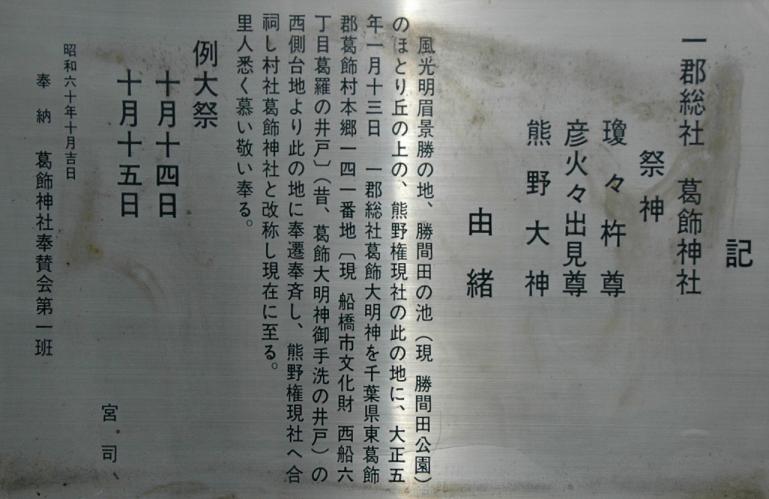 記
一郡総社 葛飾神社
祭神
瓊々杵尊
彦火々出見尊
熊野大神
由緒
風光明眉景勝の地、勝間田の池（現 勝間田公園）
のほとり丘の上の、熊野権現社の此の地に、大正五
年一月十三日 一郡総社葛飾大明神を千葉県東葛飾
郡葛飾村本郷一四一番地〔現 船橋市文化財 西船六
丁目葛羅の井戸〕（昔、葛飾大明神御手洗の井戸）の
西側台地より此の地に奉遷奉斉し、熊野権現社へ合
祠し村社葛飾神社と改称し現在に至る。
里人悉く慕い敬い奉る。
例大祭
十月十四日
十月十五日
宮司
昭和六十年十月吉日
奉納 葛飾神社奉賛会第一班